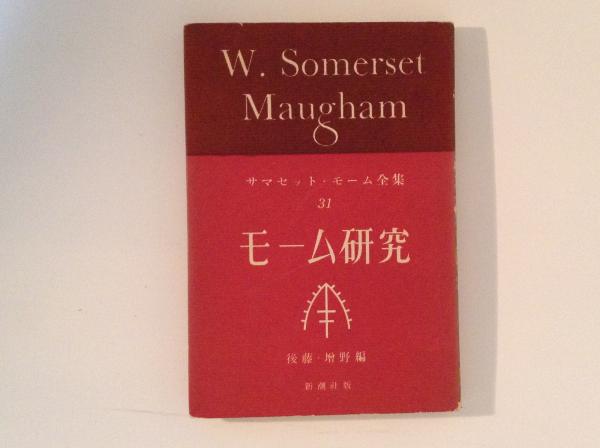 W. Somerset
Maugham
サマセット・モーム全集
31
モーム研究
後藤・増野編
新潮社版